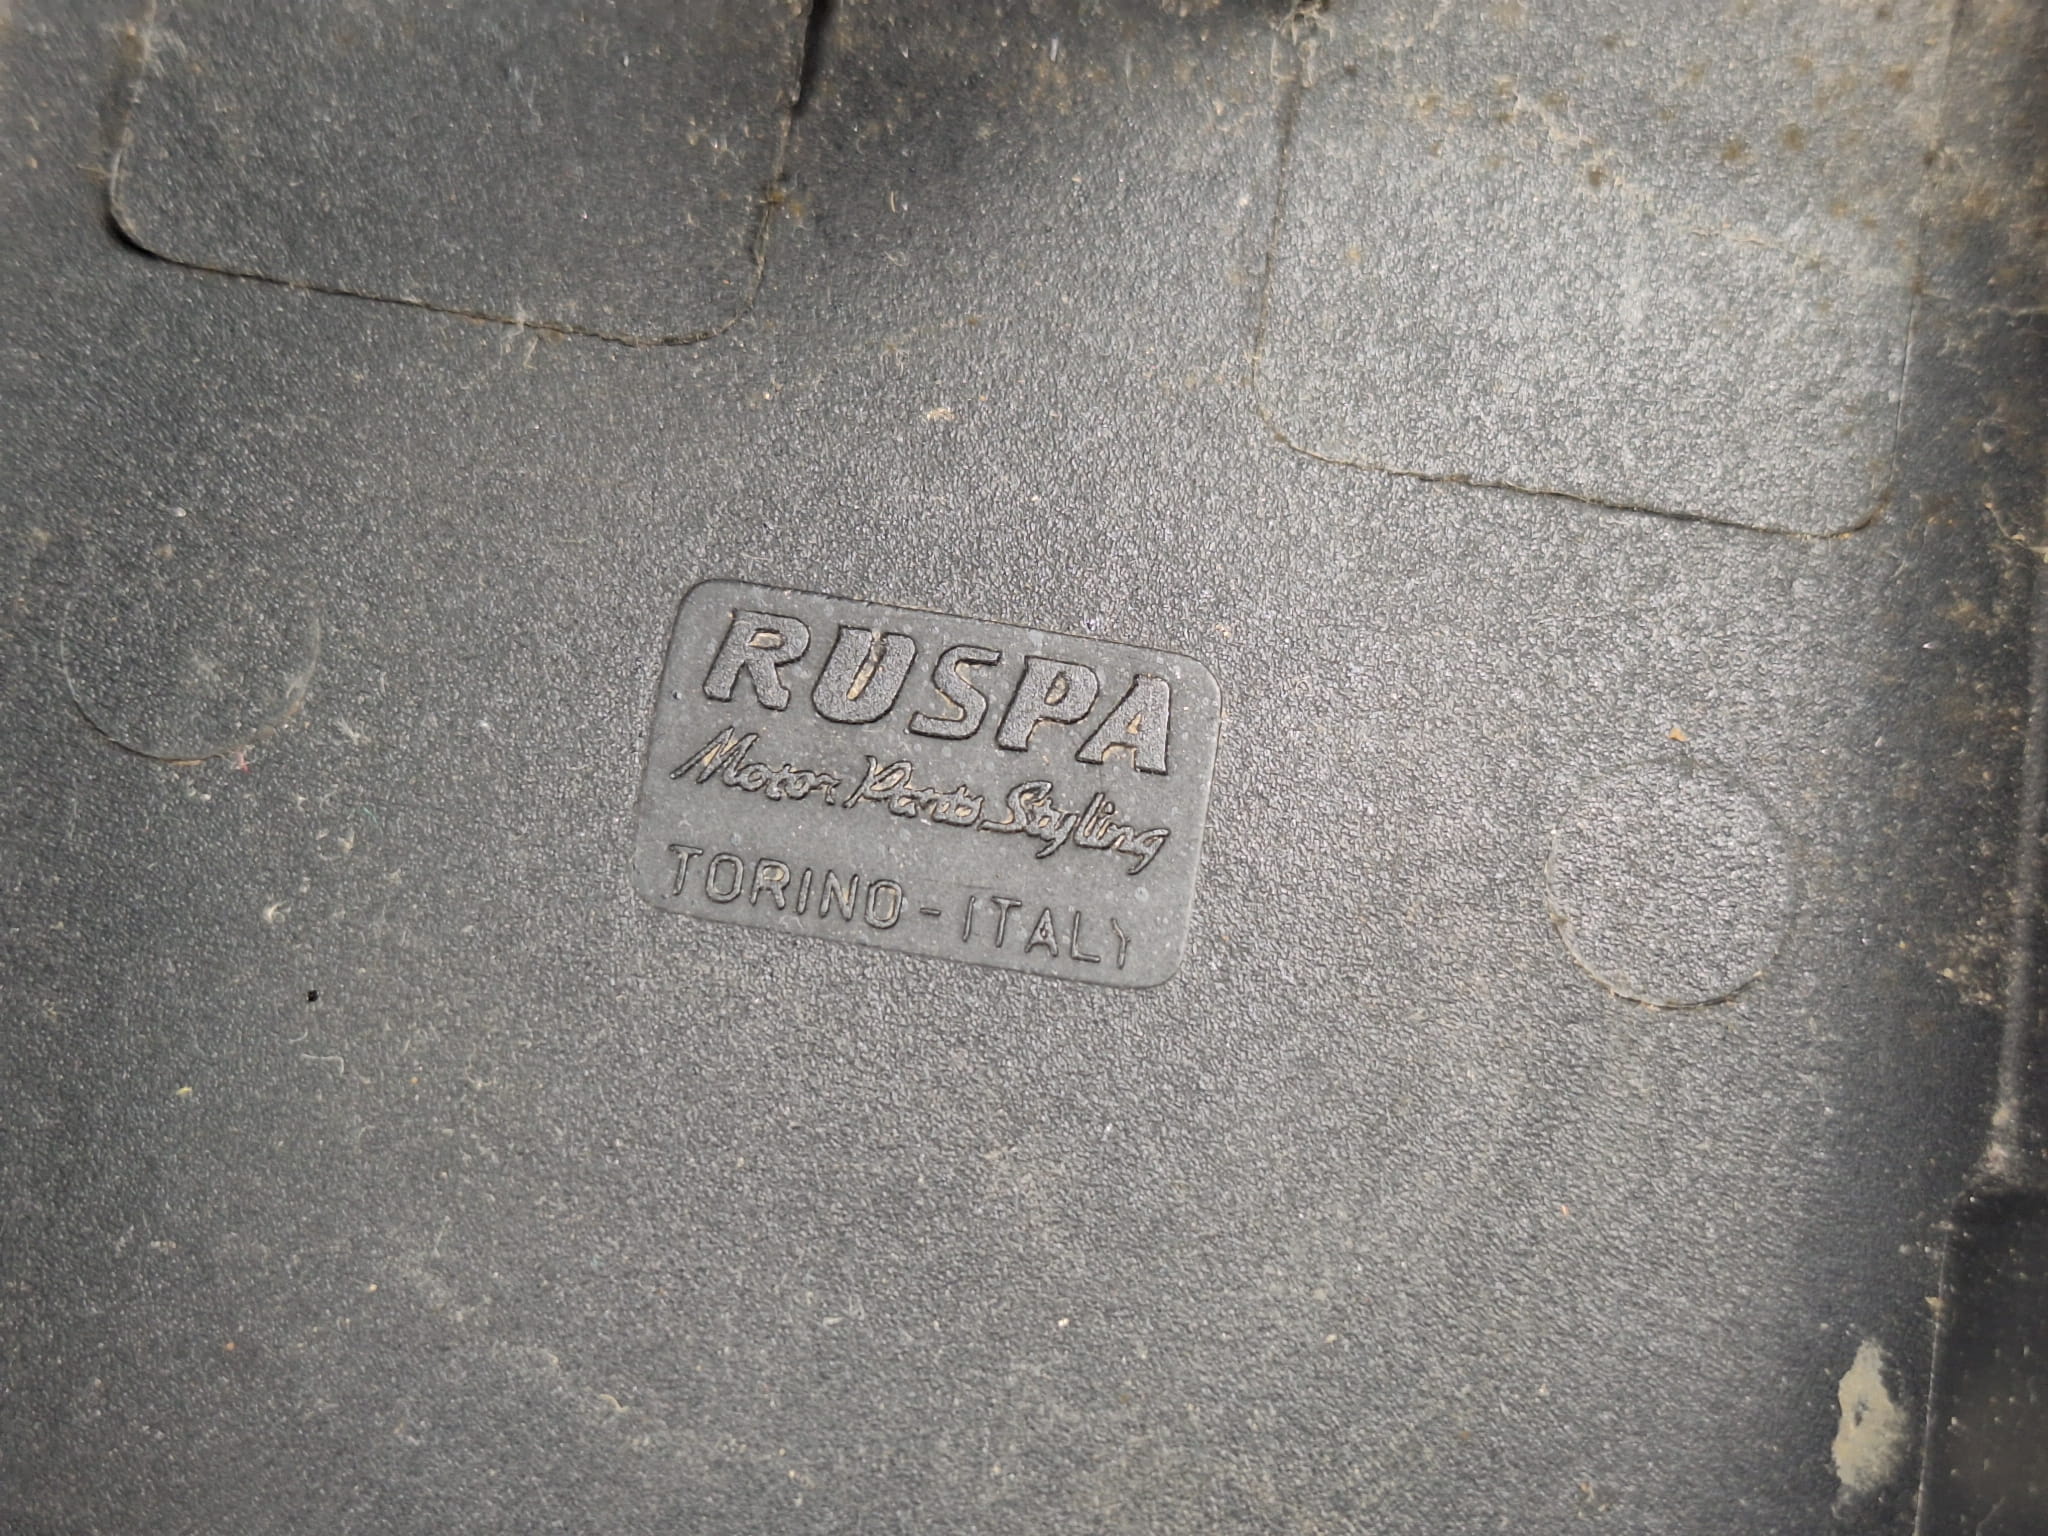 RUSPA
Motor Parts Styling
TORINO - ITALY